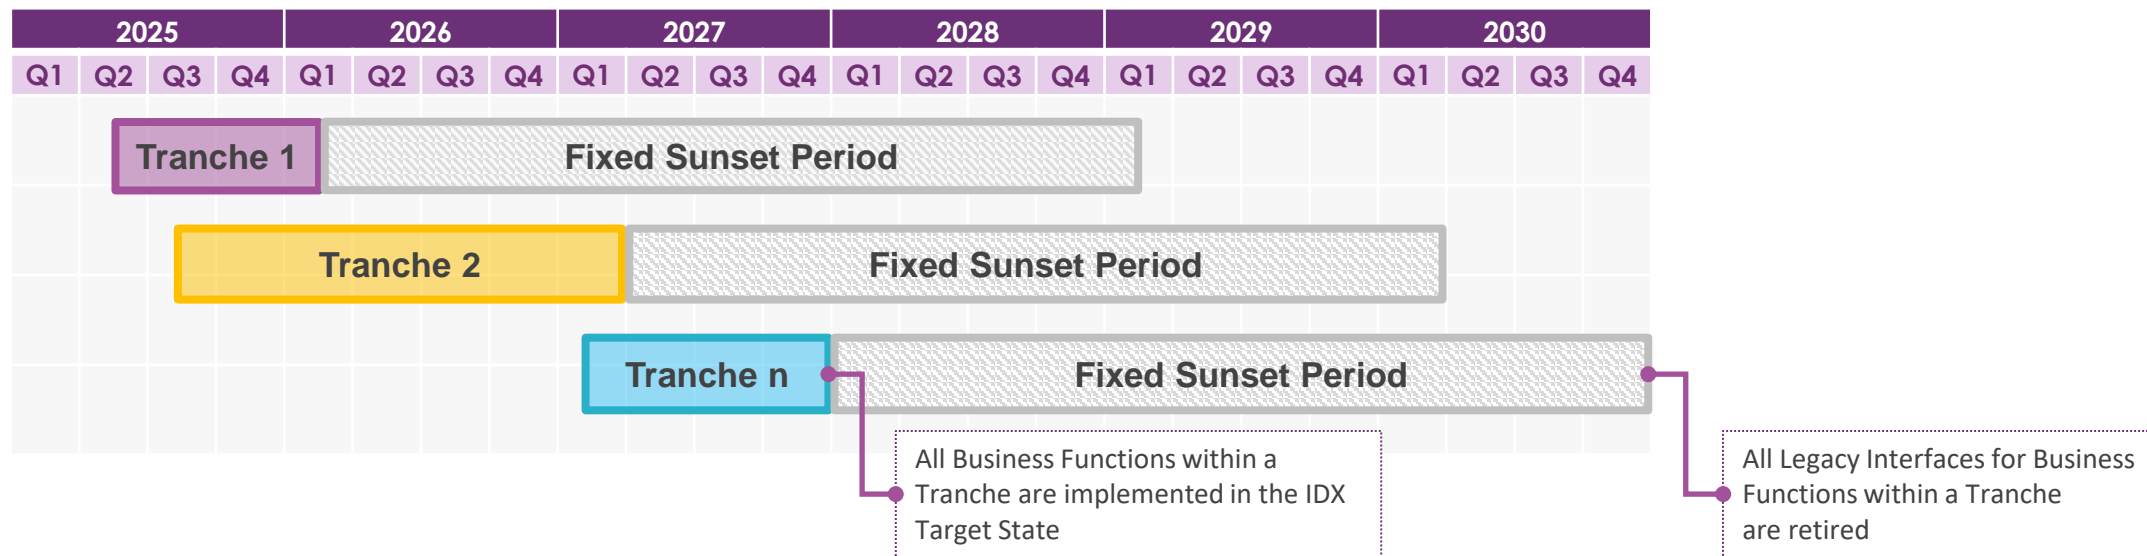 2025 2026 2027 2028 2029 2030
Q1 Q2 Q3 Q4 Q1 Q2 Q3 Q4 Q1 Q2 Q3 Q4 Q1 Q2 Q3 Q4 Q1 Q2 Q3 Q4 Q1 Q2 Q3 Q4
Tranche 1 Fixed Sunset Period
Tranche 2 Fixed Sunset Period
Tranche n Fixed Sunset Period
All Business Functions within a
Tranche are implemented in the IDX
Target State
All Legacy Interfaces for Business
Functions within a Tranche
are retired